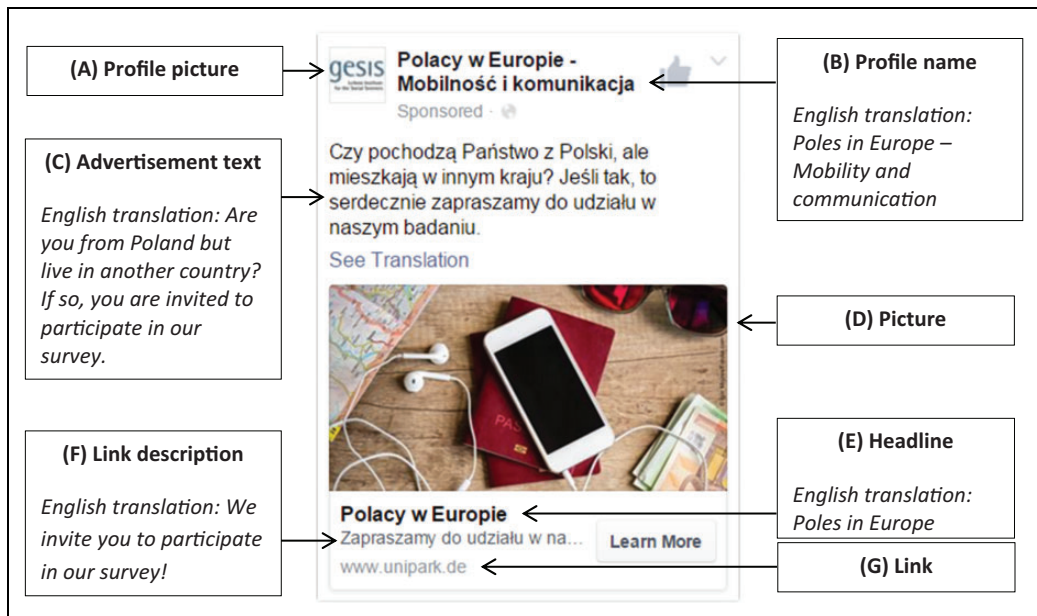 (A) Profile picture
gesis
Polacy w Europie -
Mobilność i komunikacja
Sponsored ·
(B) Profile name
English translation:
Poles in Europe –
Mobility and
communication
(C) Advertisement text
English translation: Are
you from Poland but
live in another country?
If so, you are invited to
participate in our
survey.
Czy pochodzą Państwo z Polski, ale
mieszkają w innym kraju? Jeśli tak, to
serdecznie zapraszamy do udziału w
naszym badaniu.
See Translation
(D) Picture
PAS
(E) Headline
English translation:
Poles in Europe
(F) Link description
English translation: We
invite you to participate
in our survey!
Polacy w Europie
Zapraszamy do udziału w na...
www.unipark.de
Learn More
(G) Link